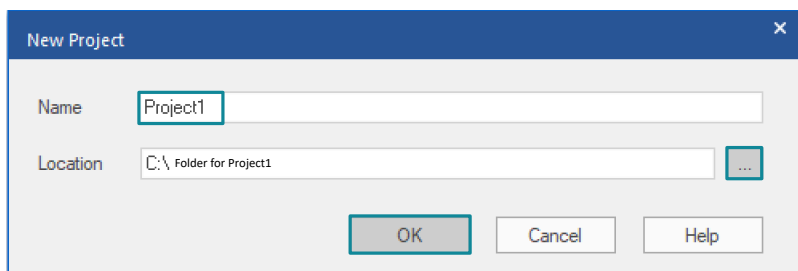 New Project ×
Name Project1
Location C:\ Folder for Project1 ...
OK Cancel Help